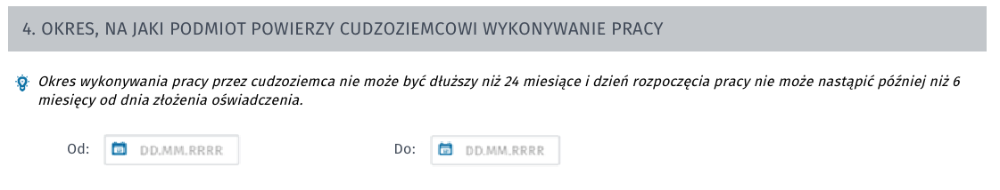 4. OKRES, NA JAKI PODMIOT POWIERZY CUDZOZIEMCOWI WYKONYWANIE PRACY
Okres wykonywania pracy przez cudzoziemca nie może być dłuższy niż 24 miesiące i dzień rozpoczęcia pracy nie może nastąpić później niż 6
miesięcy od dnia złożenia oświadczenia.
Od: DD.MM.RRRR Do: DD.MM.RRRR